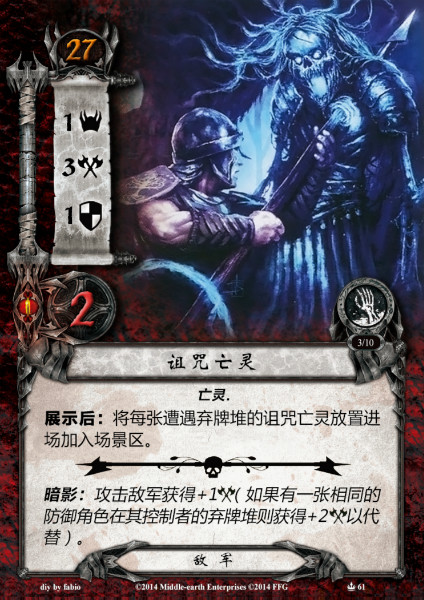 27
1
3
1
2
3/10
诅咒亡灵
亡灵.
展示后：将每张遭遇弃牌堆的诅咒亡灵放置进
场加入场景区。
暗影：攻击敌军获得+1（如果有一张相同的
防御角色在其控制者的弃牌堆则获得+2以代
替）。
敌军
diy by fabio ©2014 Middle-earth Enterprises ©2014 FFG 61